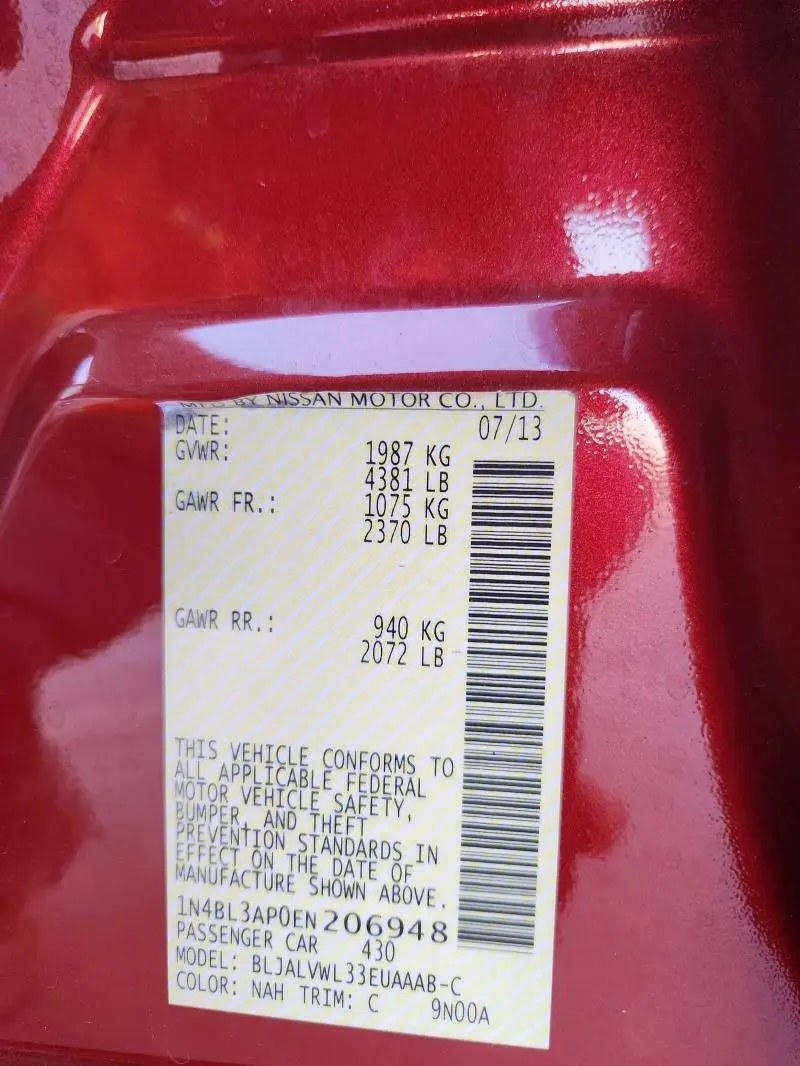 MFD BY NISSAN MOTOR CO., LTD.
DATE: 07/13
GVWR: 1987 KG
4381 LB
GAWR FR.: 1075 KG
2370 LB
GAWR RR.: 940 KG
2072 LB
THIS VEHICLE CONFORMS TO
ALL APPLICABLE FEDERAL
MOTOR VEHICLE SAFETY,
BUMPER, AND THEFT
PREVENTION STANDARDS IN
EFFECT ON THE DATE OF
MANUFACTURE SHOWN ABOVE.
1N4BL3AP0EN206948
PASSENGER CAR 430
MODEL: BLJALVWL33EUAAAB-C
COLOR: NAH TRIM: C 9N00A